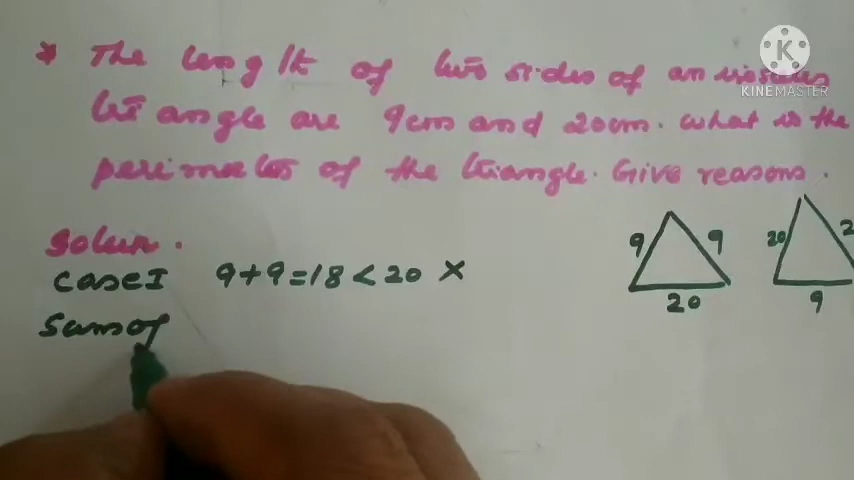 * The length of two sides of an isosceles
triangle are 9cm and 20cm. What is the
perimeter of the triangle. Give reasons.
Solun.
Case I 9+9=18<20 ×
Sum of
9 9
20
20 2
9
K
KINEMASTER